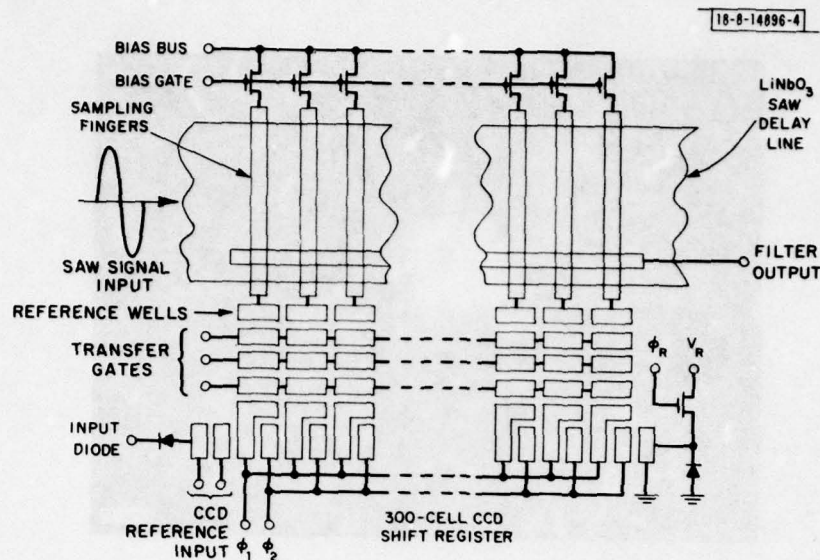 18-8-14896-4
BIAS BUS
BIAS GATE
SAMPLING
FINGERS
LiNbO3
SAW
DELAY
LINE
SAW SIGNAL
INPUT
FILTER
OUTPUT
REFERENCE WELLS
TRANSFER
GATES
ϕR
VR
INPUT
DIODE
CCD
REFERENCE
INPUT
ϕ1
ϕ2
300-CELL CCD
SHIFT REGISTER